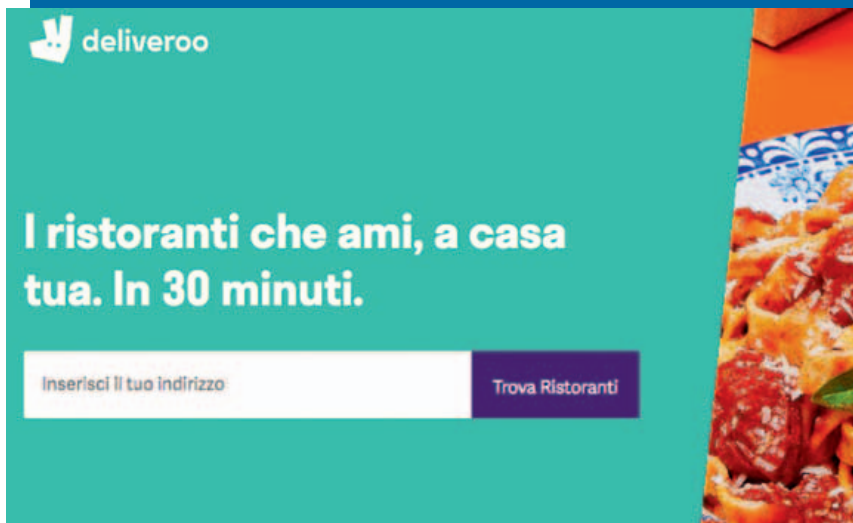 deliveroo
I ristoranti che ami, a casa
tua. In 30 minuti.
Inserisci il tuo indirizzo
Trova Ristoranti